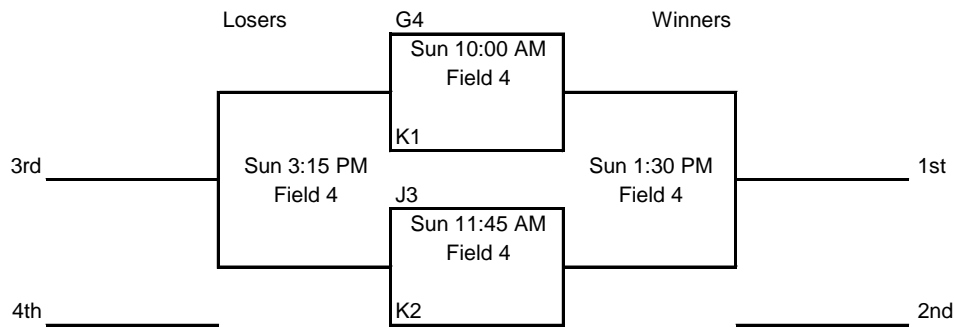 Losers
G4
Winners
Sun 10:00 AM
Field 4
K1
3rd
Sun 3:15 PM
Field 4
Sun 1:30 PM
Field 4
1st
J3
Sun 11:45 AM
Field 4
K2
4th
2nd